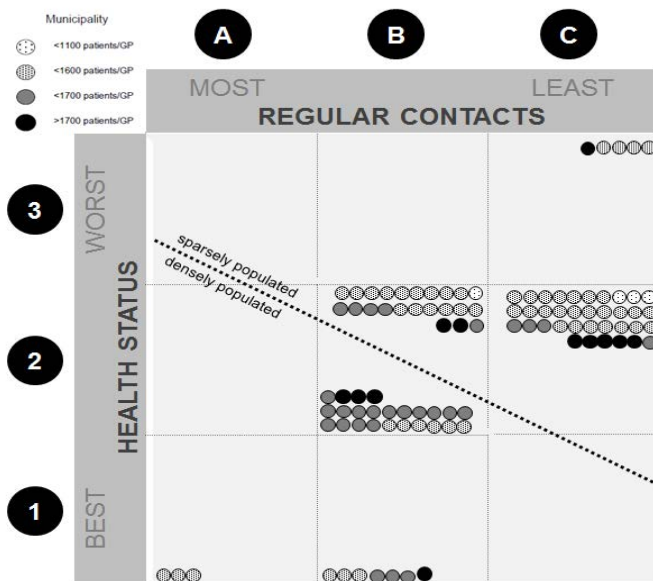 Municipality
<1100 patients/GP
<1600 patients/GP
<1700 patients/GP
>1700 patients/GP
A
B
C
MOST
LEAST
REGULAR CONTACTS
3
2
1
WORST
BEST
HEALTH STATUS
sparsely populated
densely populated